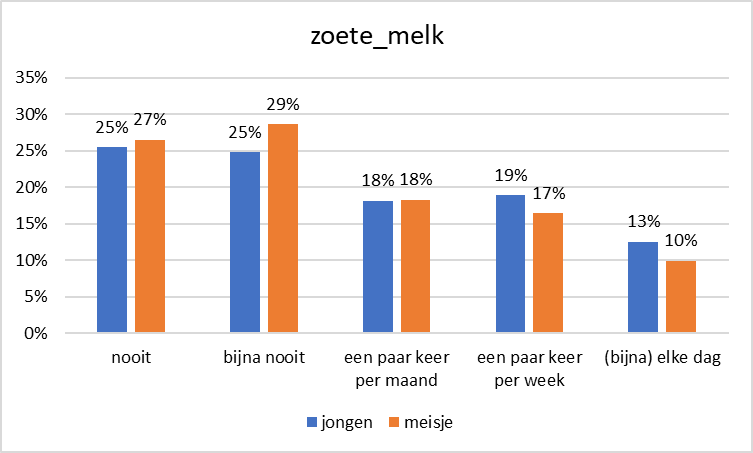 zoete_melk
35%
30%
25%
20%
15%
10%
5%
0%
25% 27%
25% 29%
18% 18%
19% 17%
13% 10%
nooit
bijna nooit
een paar keer
per maand
een paar keer
per week
(bijna) elke dag
jongen meisje